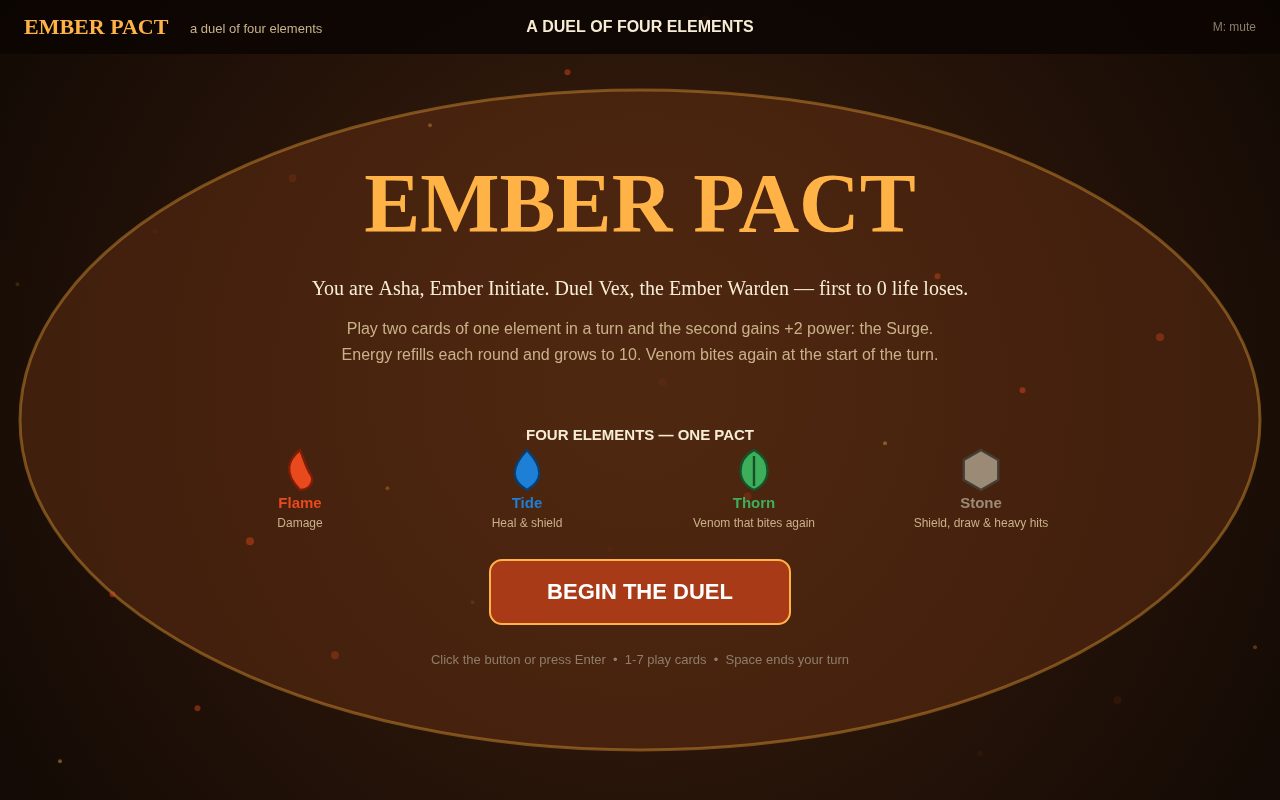 EMBER PACT a duel of four elements A DUEL OF FOUR ELEMENTS M: mute
EMBER PACT
You are Asha, Ember Initiate. Duel Vex, the Ember Warden — first to 0 life loses.
Play two cards of one element in a turn and the second gains +2 power: the Surge.
Energy refills each round and grows to 10. Venom bites again at the start of the turn.
FOUR ELEMENTS — ONE PACT
Flame Tide Thorn Stone
Damage Heal & shield Venom that bites again Shield, draw & heavy hits
BEGIN THE DUEL
Click the button or press Enter • 1-7 play cards • Space ends your turn